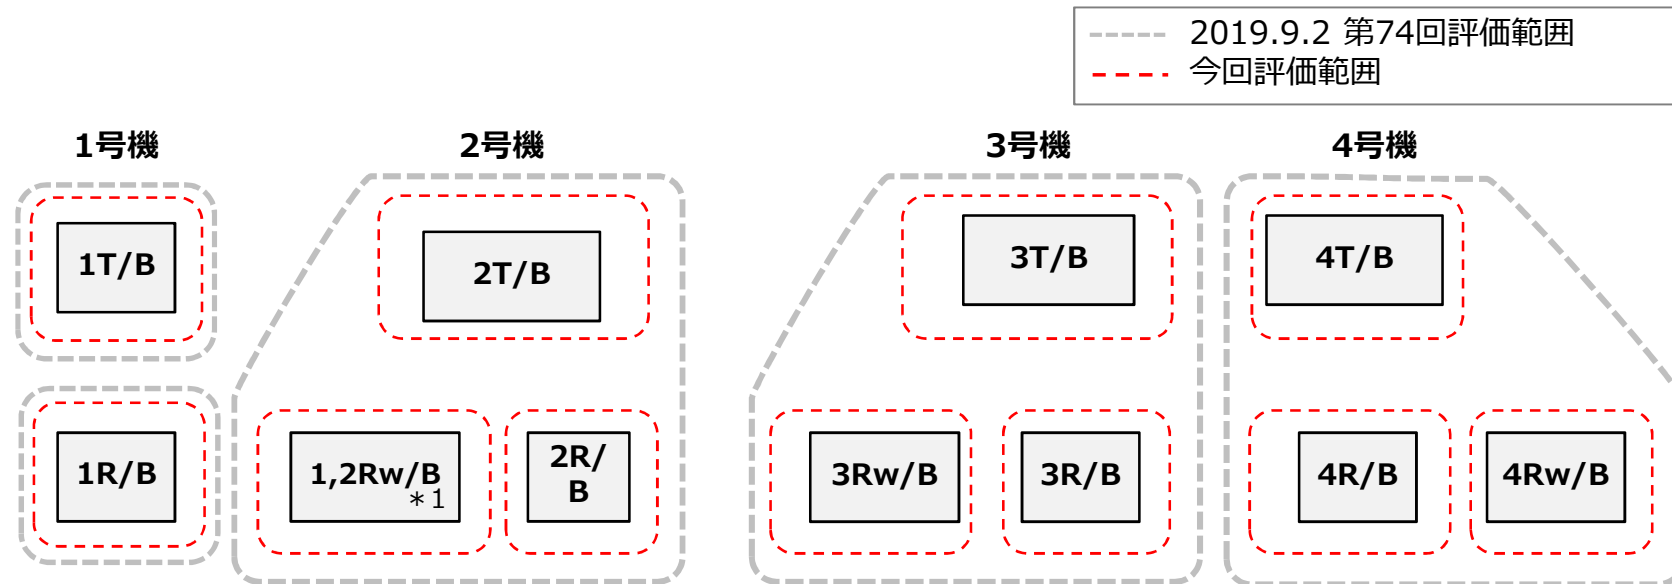 2019.9.2 第74回評価範囲
今回評価範囲
1号機
2号機
3号機
4号機
1T/B
2T/B
3T/B
4T/B
1R/B
1,2Rw/B
＊1
2R/
B
3Rw/B
3R/B
4R/B
4Rw/B